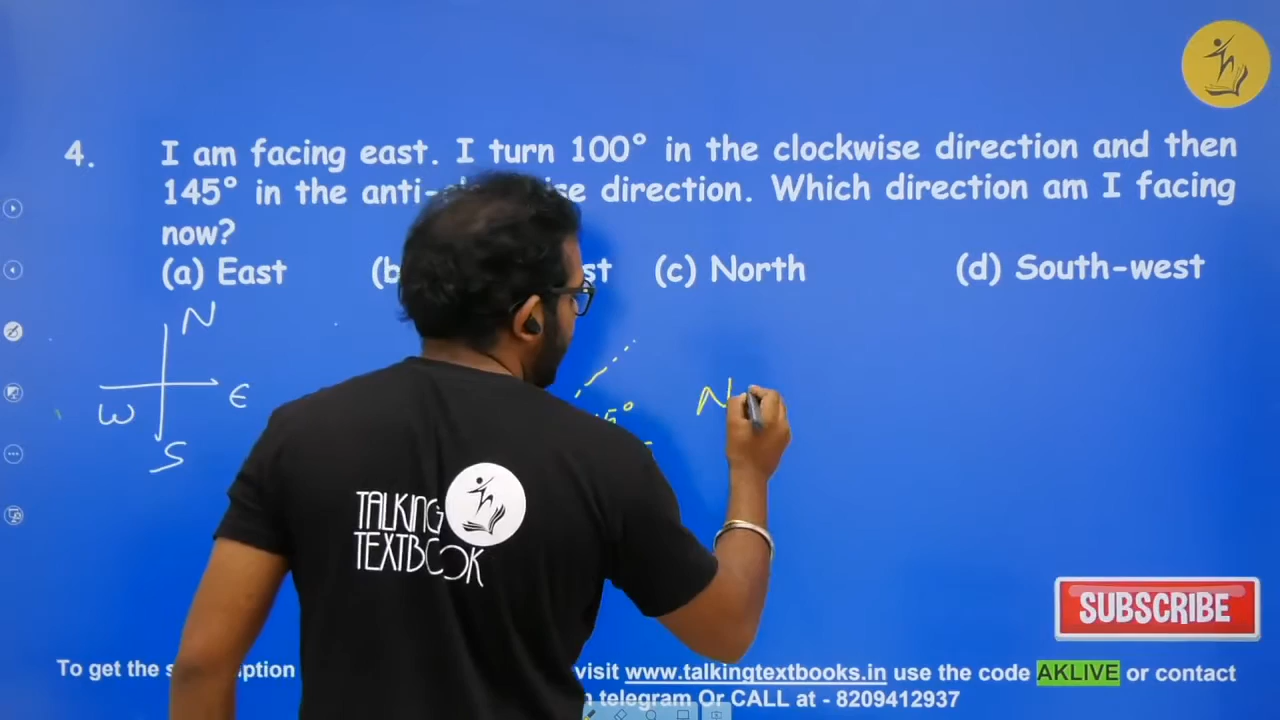 4. I am facing east. I turn 100° in the clockwise direction and then
145° in the anti- direction. Which direction am I facing
now?
(a) East (c) North (d) South-west
N
W E
S
5°
N
TALKING
TEXTBOOK
SUBSCRIBE
To get the visit www.talkingtextbooks.in use the code AKLIVE or contact
telegram Or CALL at - 8209412937